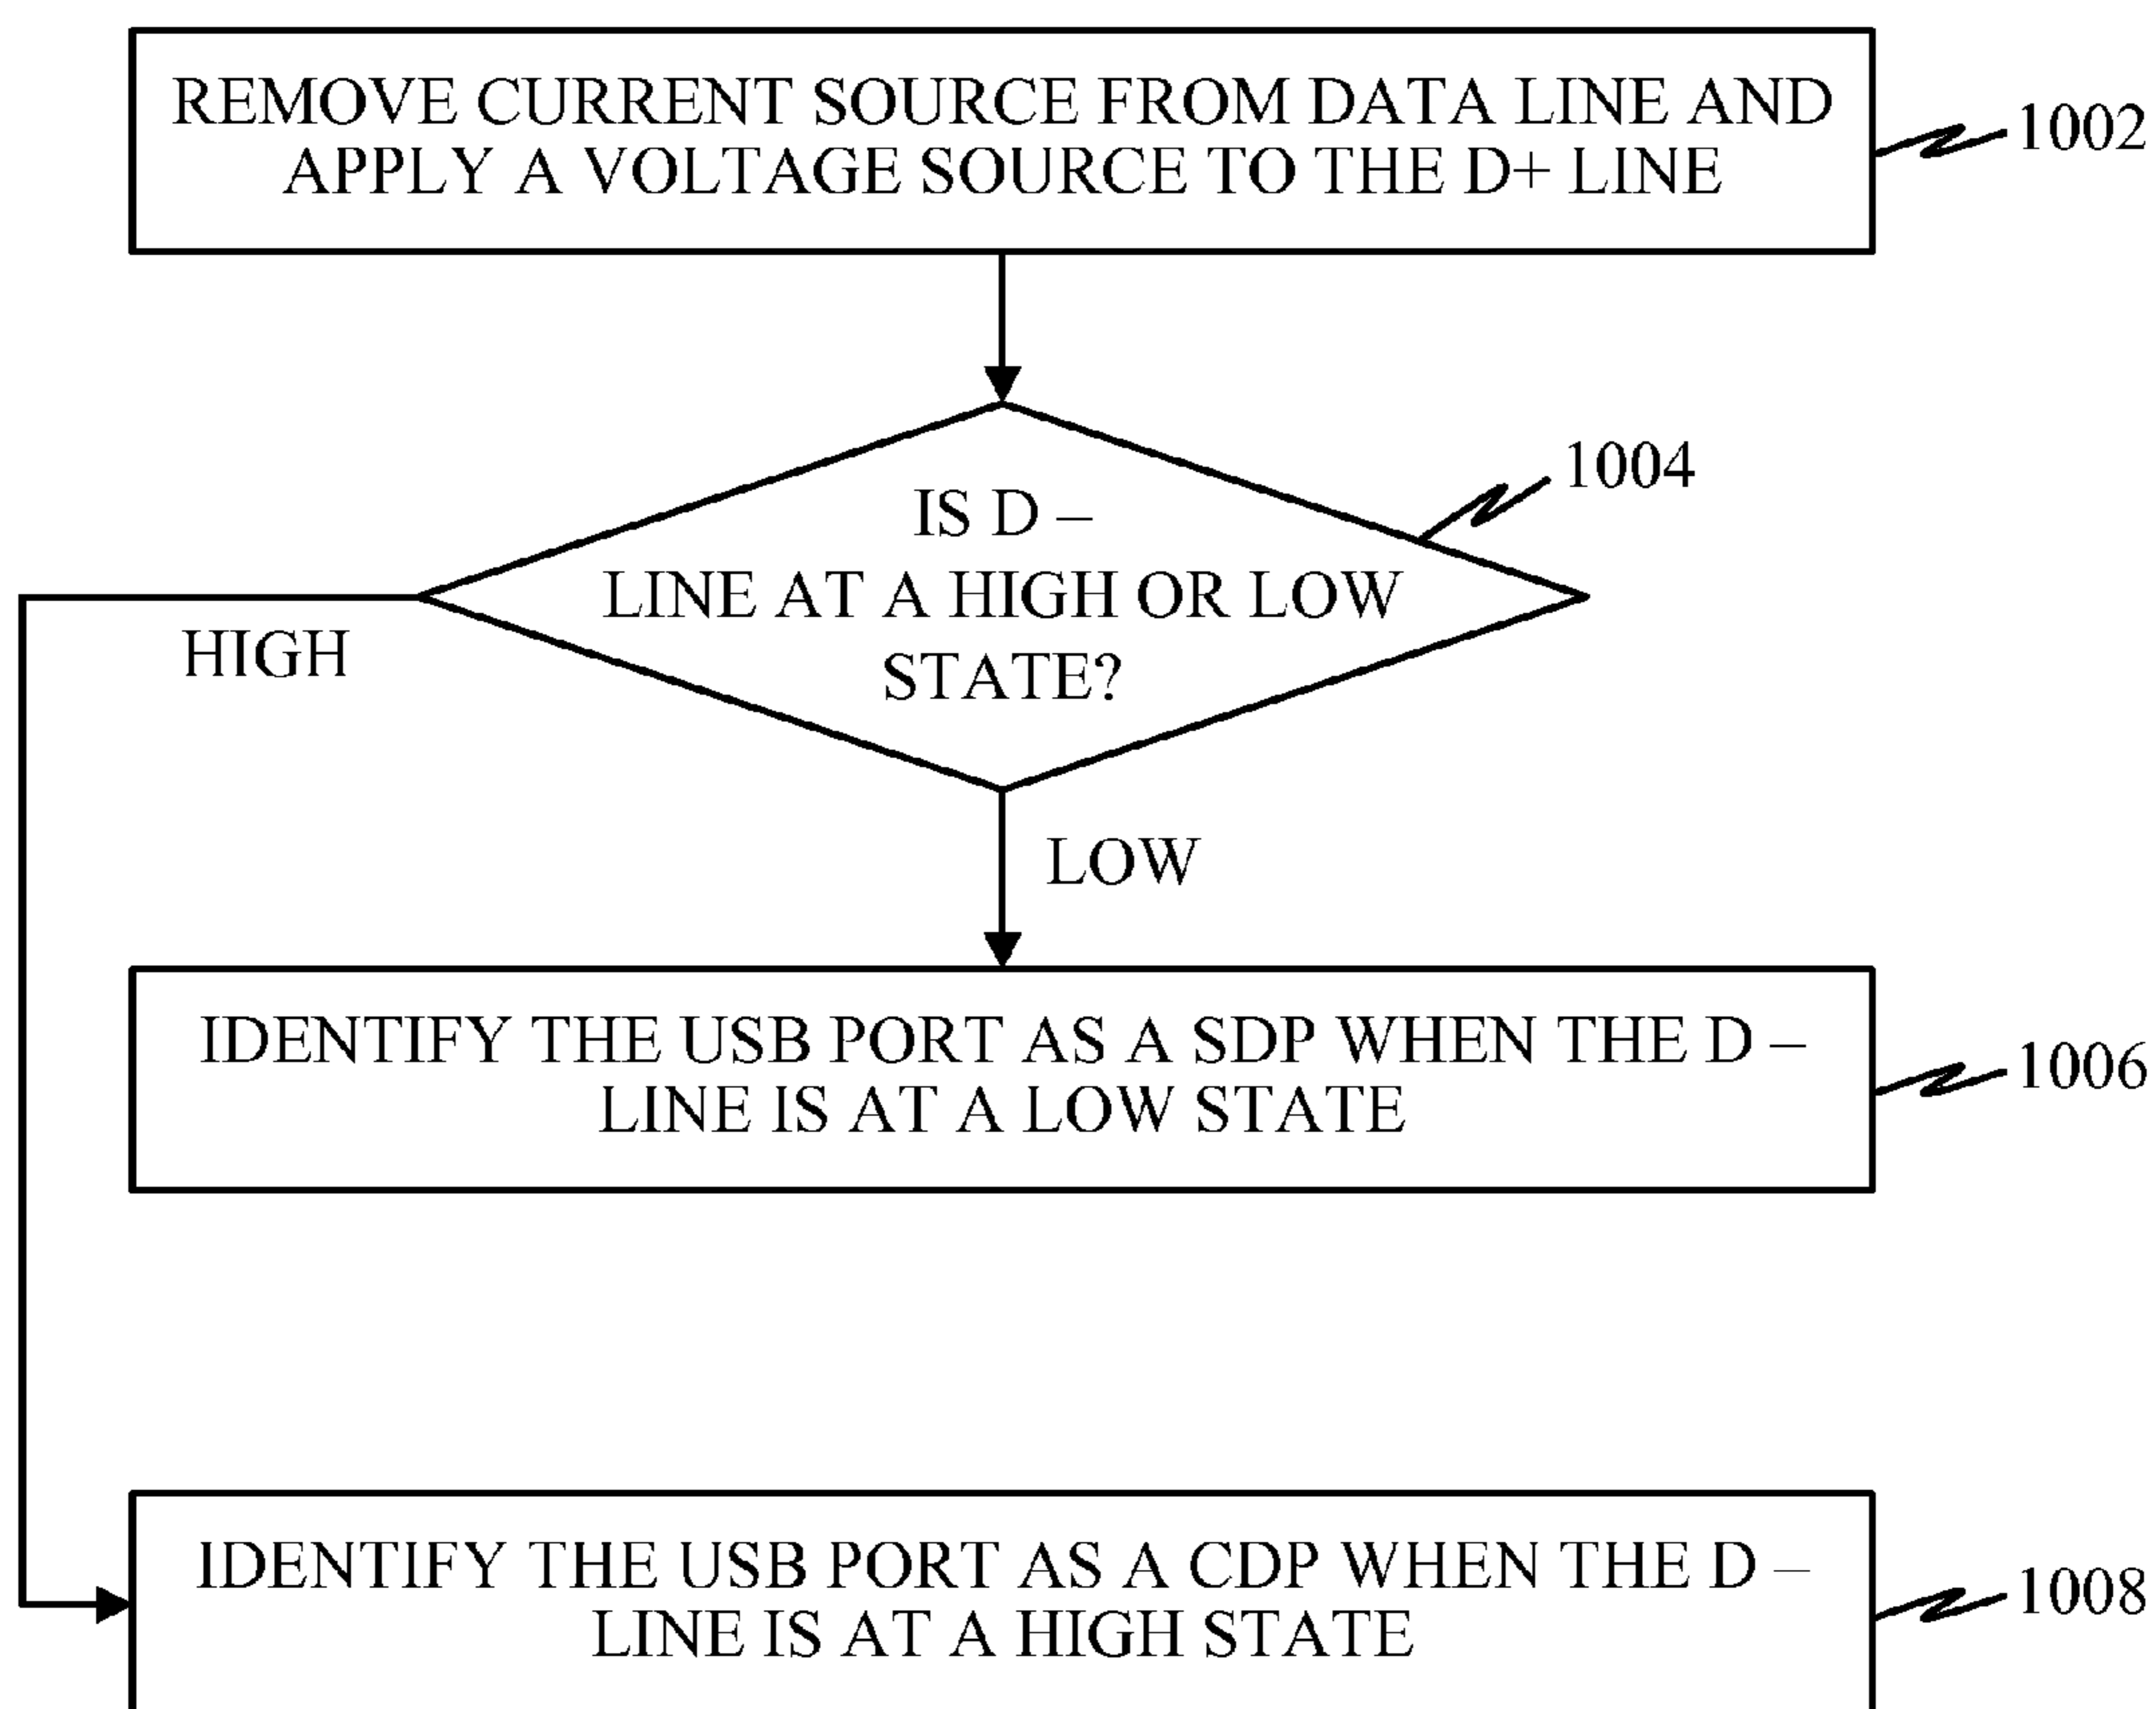 REMOVE CURRENT SOURCE FROM DATA LINE AND
APPLY A VOLTAGE SOURCE TO THE D+ LINE
1002
IS D –
LINE AT A HIGH OR LOW
STATE?
1004
HIGH
LOW
IDENTIFY THE USB PORT AS A SDP WHEN THE D –
LINE IS AT A LOW STATE
1006
IDENTIFY THE USB PORT AS A CDP WHEN THE D –
LINE IS AT A HIGH STATE
1008